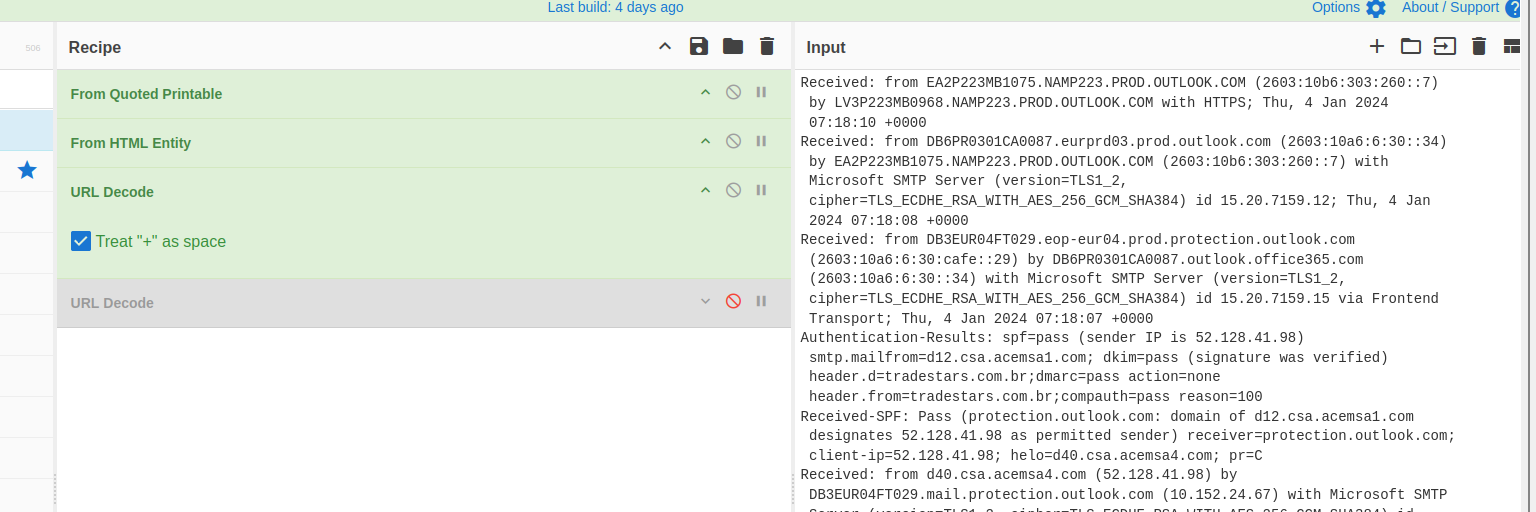 Last build: 4 days ago
Options
About / Support
506
Recipe
From Quoted Printable
From HTML Entity
URL Decode
Treat "+" as space
URL Decode
Input
Received: from EA2P223MB1075.NAMP223.PROD.OUTLOOK.COM (2603:10b6:303:260::7)
by LV3P223MB0968.NAMP223.PROD.OUTLOOK.COM with HTTPS; Thu, 4 Jan 2024
07:18:10 +0000
Received: from DB6PR0301CA0087.eurprd03.prod.outlook.com (2603:10a6:6:30::34)
by EA2P223MB1075.NAMP223.PROD.OUTLOOK.COM (2603:10b6:303:260::7) with
Microsoft SMTP Server (version=TLS1_2,
cipher=TLS_ECDHE_RSA_WITH_AES_256_GCM_SHA384) id 15.20.7159.12; Thu, 4 Jan
2024 07:18:08 +0000
Received: from DB3EUR04FT029.eop-eur04.prod.protection.outlook.com
(2603:10a6:6:30:cafe::29) by DB6PR0301CA0087.outlook.office365.com
(2603:10a6:6:30::34) with Microsoft SMTP Server (version=TLS1_2,
cipher=TLS_ECDHE_RSA_WITH_AES_256_GCM_SHA384) id 15.20.7159.15 via Frontend
Transport; Thu, 4 Jan 2024 07:18:07 +0000
Authentication-Results: spf=pass (sender IP is 52.128.41.98)
smtp.mailfrom=d12.csa.acemsa1.com; dkim=pass (signature was verified)
header.d=tradestars.com.br;dmarc=pass action=none
header.from=tradestars.com.br;compauth=pass reason=100
Received-SPF: Pass (protection.outlook.com: domain of d12.csa.acemsa1.com
designates 52.128.41.98 as permitted sender) receiver=protection.outlook.com;
client-ip=52.128.41.98; helo=d40.csa.acemsa4.com; pr=C
Received: from d40.csa.acemsa4.com (52.128.41.98) by
DB3EUR04FT029.mail.protection.outlook.com (10.152.24.67) with Microsoft SMTP
Server (version=TLS1_2, cipher=TLS_ECDHE_RSA_WITH_AES_256_GCM_SHA384) id